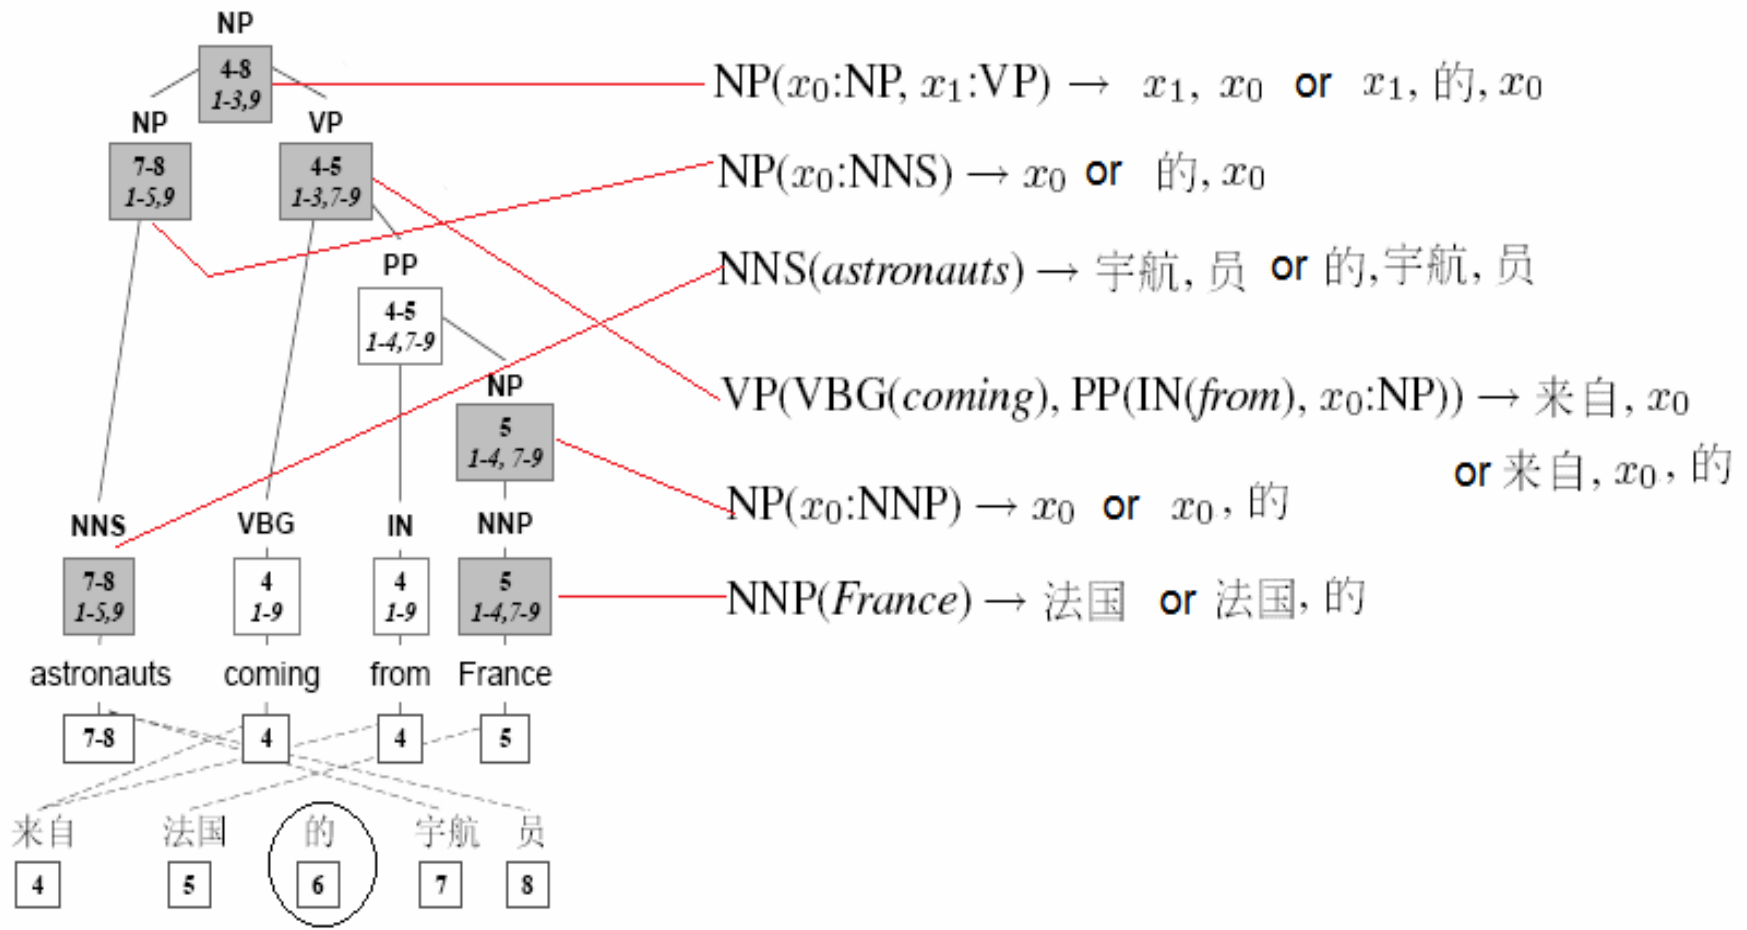 NP
4-8
1-3,9
NP(x₀:NP, x₁:VP) → x₁, x₀ or x₁, 的, x₀
NP VP
7-8 4-5
1-5,9 1-3,7-9
NP(x₀:NNS) → x₀ or 的, x₀
PP
4-5
1-4,7-9
NNS(astronauts) → 宇航, 员 or 的,宇航, 员
NP
5
1-4, 7-9
VP(VBG(coming), PP(IN(from), x₀:NP)) → 来自, x₀
or 来自, x₀, 的
NP(x₀:NNP) → x₀ or x₀, 的
NNS VBG IN NNP
7-8 4 4 5
1-5,9 1-9 1-9 1-4,7-9
NNP(France) → 法国 or 法国, 的
astronauts coming from France
7-8 4 4 5
来自 法国 的 宇航 员
4 5 6 7 8